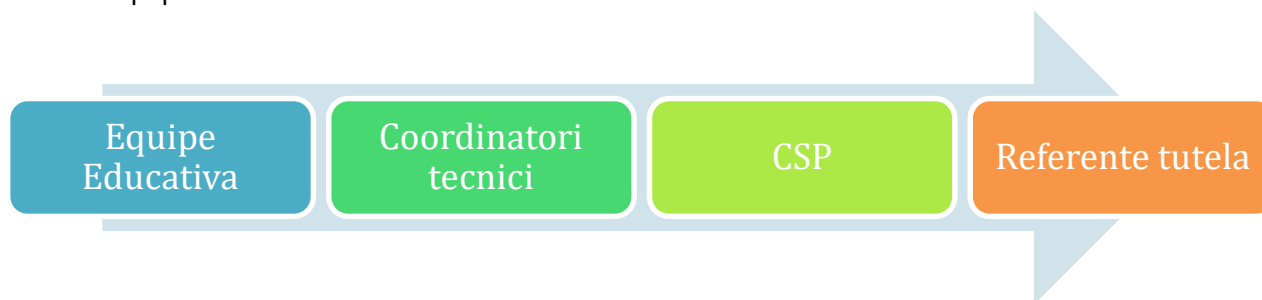 Equipe
Educativa
Coordinatori
tecnici
CSP
Referente tutela